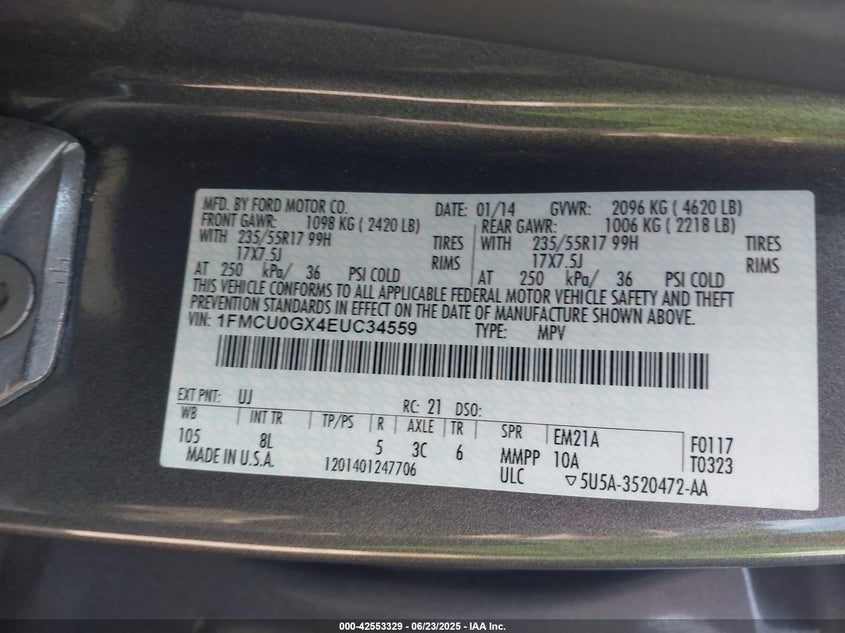 MFD. BY FORD MOTOR CO. DATE: 01/14 GVWR: 2096 KG ( 4620 LB)
FRONT GAWR: 1098 KG ( 2420 LB) REAR GAWR: 1006 KG ( 2218 LB)
WITH 235/55R17 99H TIRES WITH 235/55R17 99H TIRES
17X7.5J RIMS 17X7.5J RIMS
AT 250 kPa/ 36 PSI COLD AT 250 kPa/ 36 PSI COLD
THIS VEHICLE CONFORMS TO ALL APPLICABLE FEDERAL MOTOR VEHICLE SAFETY AND THEFT
PREVENTION STANDARDS IN EFFECT ON THE DATE OF MANUFACTURE SHOWN ABOVE.
VIN: 1FMCU0GX4EUC34559 TYPE: MPV
EXT PNT: UJ RC: 21 DSO:
WB INT TR TP/PS R AXLE TR SPR EM21A F0117
105 8L 5 3C 6 MMPP 10A T0323
MADE IN U.S.A. 1201401247706 ULC ▽5U5A-3520472-AA
000-42553329 - 06/23/2025 - IAA Inc.